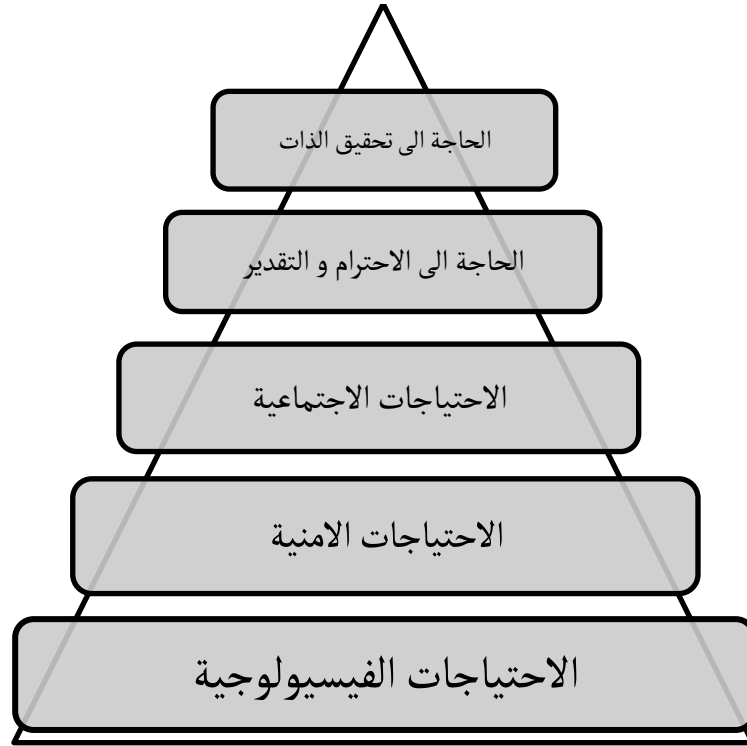 الحاجة الى تحقيق الذات
الحاجة الى الاحترام و التقدير
الاحتياجات الاجتماعية
الاحتياجات الامنية
الاحتياجات الفيسيولوجية